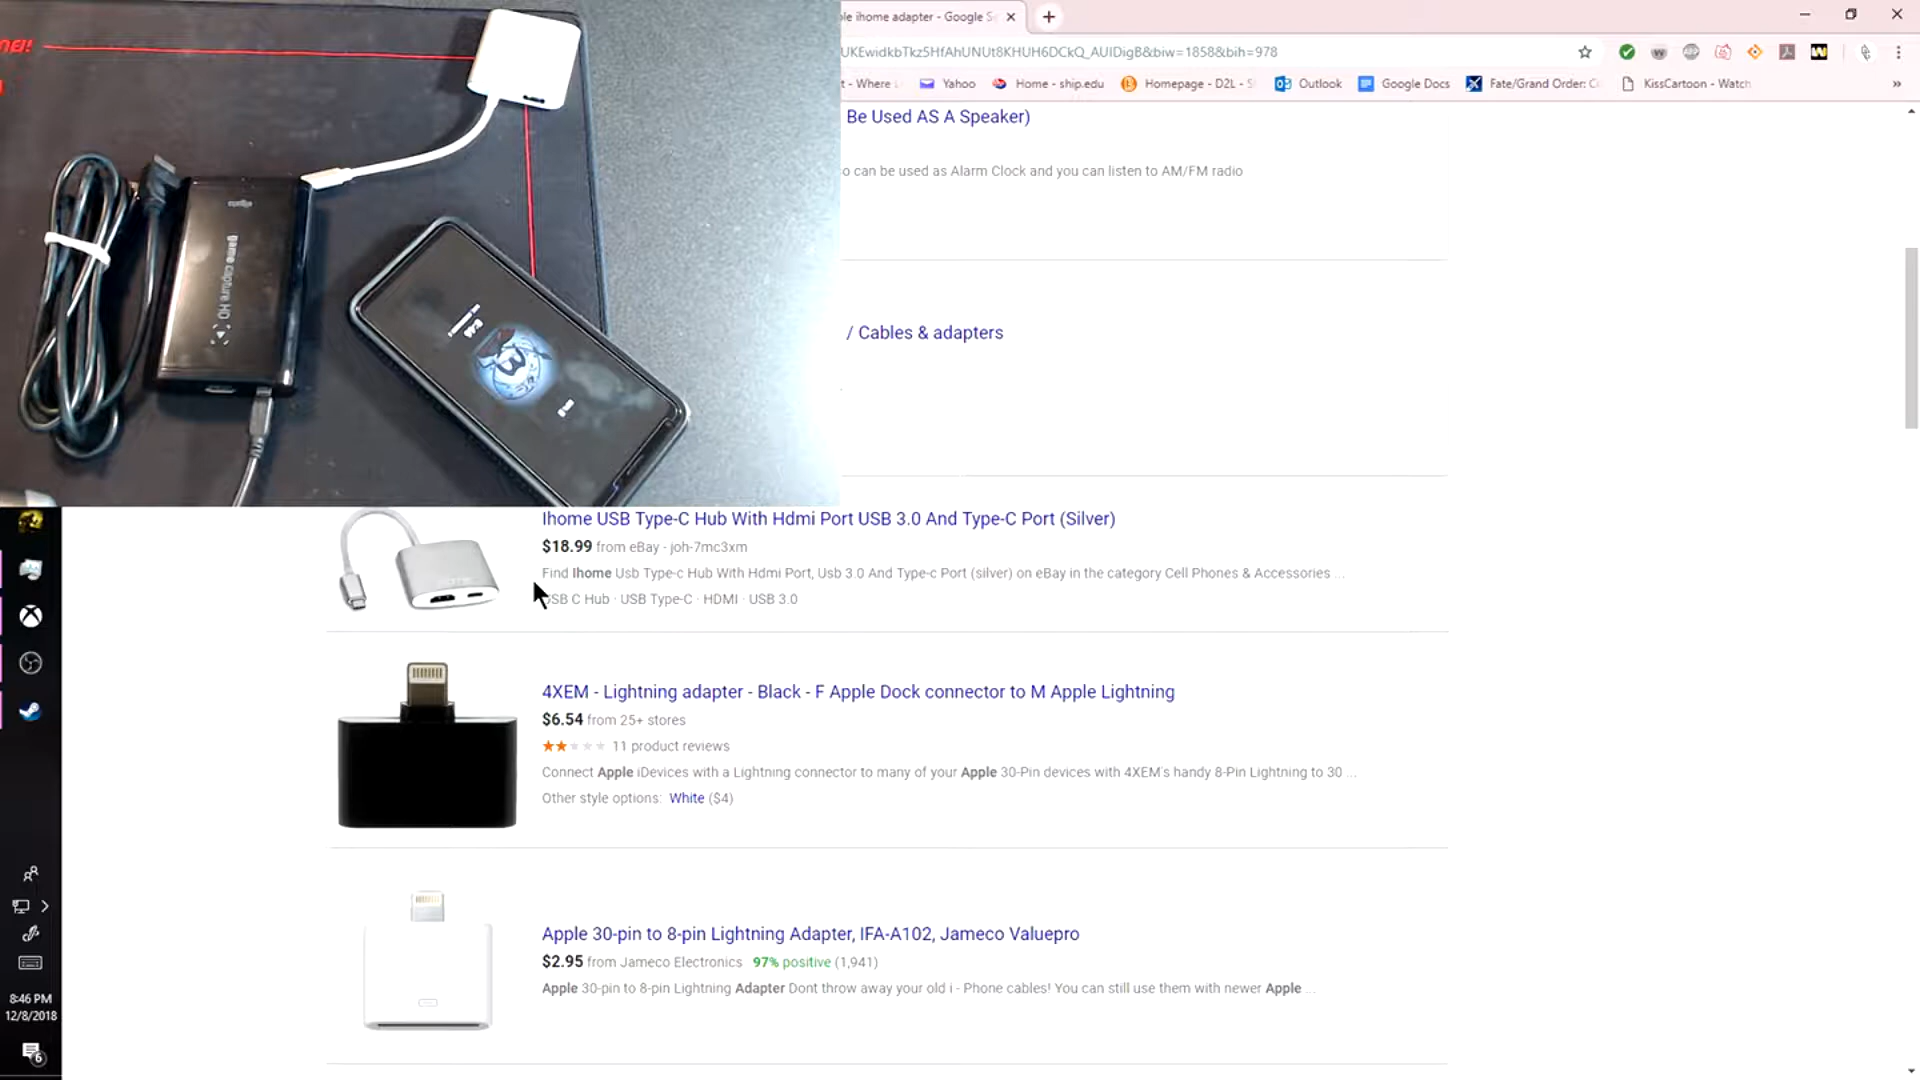 ole ihome adapter - Google Se
UKEwidkbTkz5HfAhUNUt8KHUH6DCkQ_AUIDigB&biw=1858&bih=978
t - Where
Yahoo
Home - ship.edu
Homepage - D2L - S
Outlook
Google Docs
Fate/Grand Order: C
KissCartoon - Watch
»
Be Used AS A Speaker)
o can be used as Alarm Clock and you can listen to AM/FM radio
/ Cables & adapters
elgato
game capture HD
Ihome USB Type-C Hub With Hdmi Port USB 3.0 And Type-C Port (Silver)
$18.99 from eBay - joh-7mc3xm
Find Ihome Usb Type-c Hub With Hdmi Port, Usb 3.0 And Type-c Port (silver) on eBay in the category Cell Phones & Accessories ...
USB C Hub · USB Type-C · HDMI · USB 3.0
4XEM - Lightning adapter - Black - F Apple Dock connector to M Apple Lightning
$6.54 from 25+ stores
11 product reviews
Connect Apple iDevices with a Lightning connector to many of your Apple 30-Pin devices with 4XEM's handy 8-Pin Lightning to 30 ...
Other style options: White ($4)
Apple 30-pin to 8-pin Lightning Adapter, IFA-A102, Jameco Valuepro
$2.95 from Jameco Electronics 97% positive (1,941)
Apple 30-pin to 8-pin Lightning Adapter Dont throw away your old i - Phone cables! You can still use them with newer Apple ...
8:46 PM
12/8/2018
6